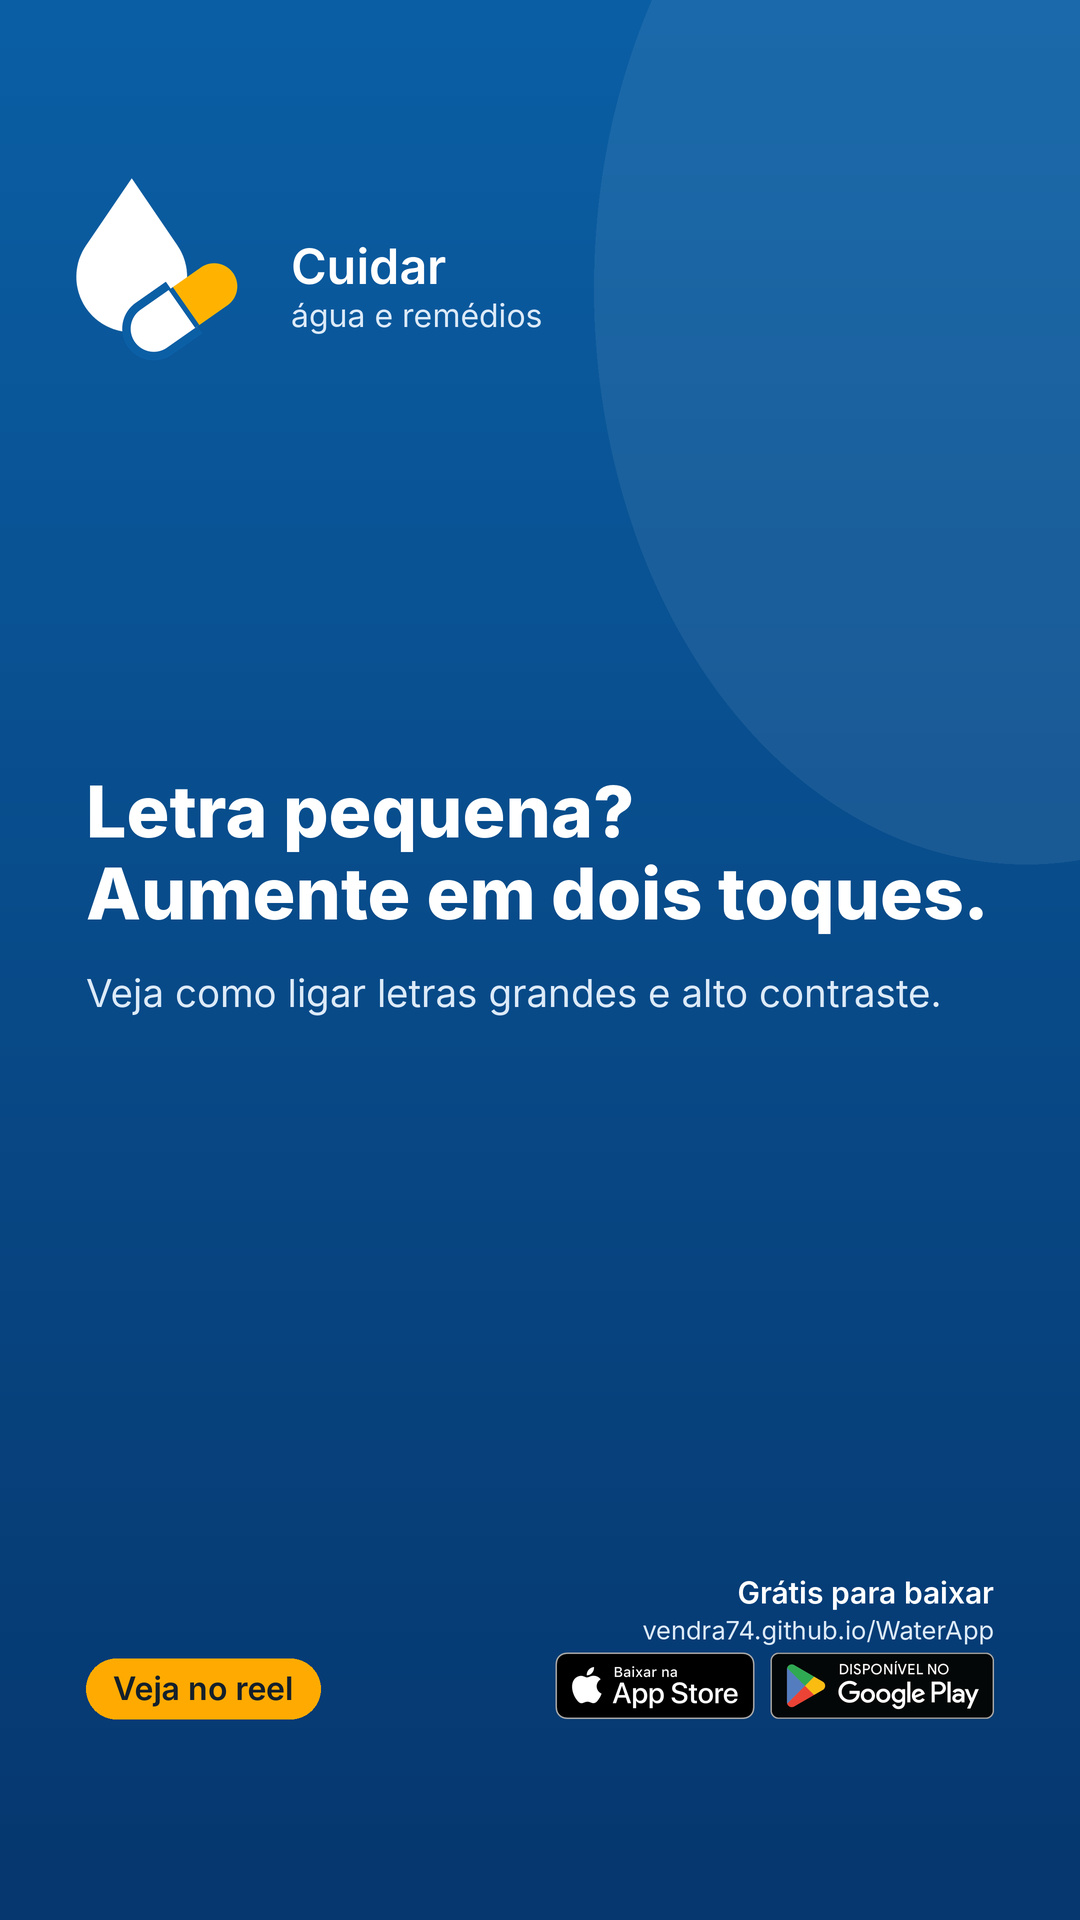 Cuidar
água e remédios
Letra pequena?
Aumente em dois toques.
Veja como ligar letras grandes e alto contraste.
Grátis para baixar
vendra74.github.io/WaterApp
Veja no reel
Baixar na
App Store
DISPONÍVEL NO
Google Play